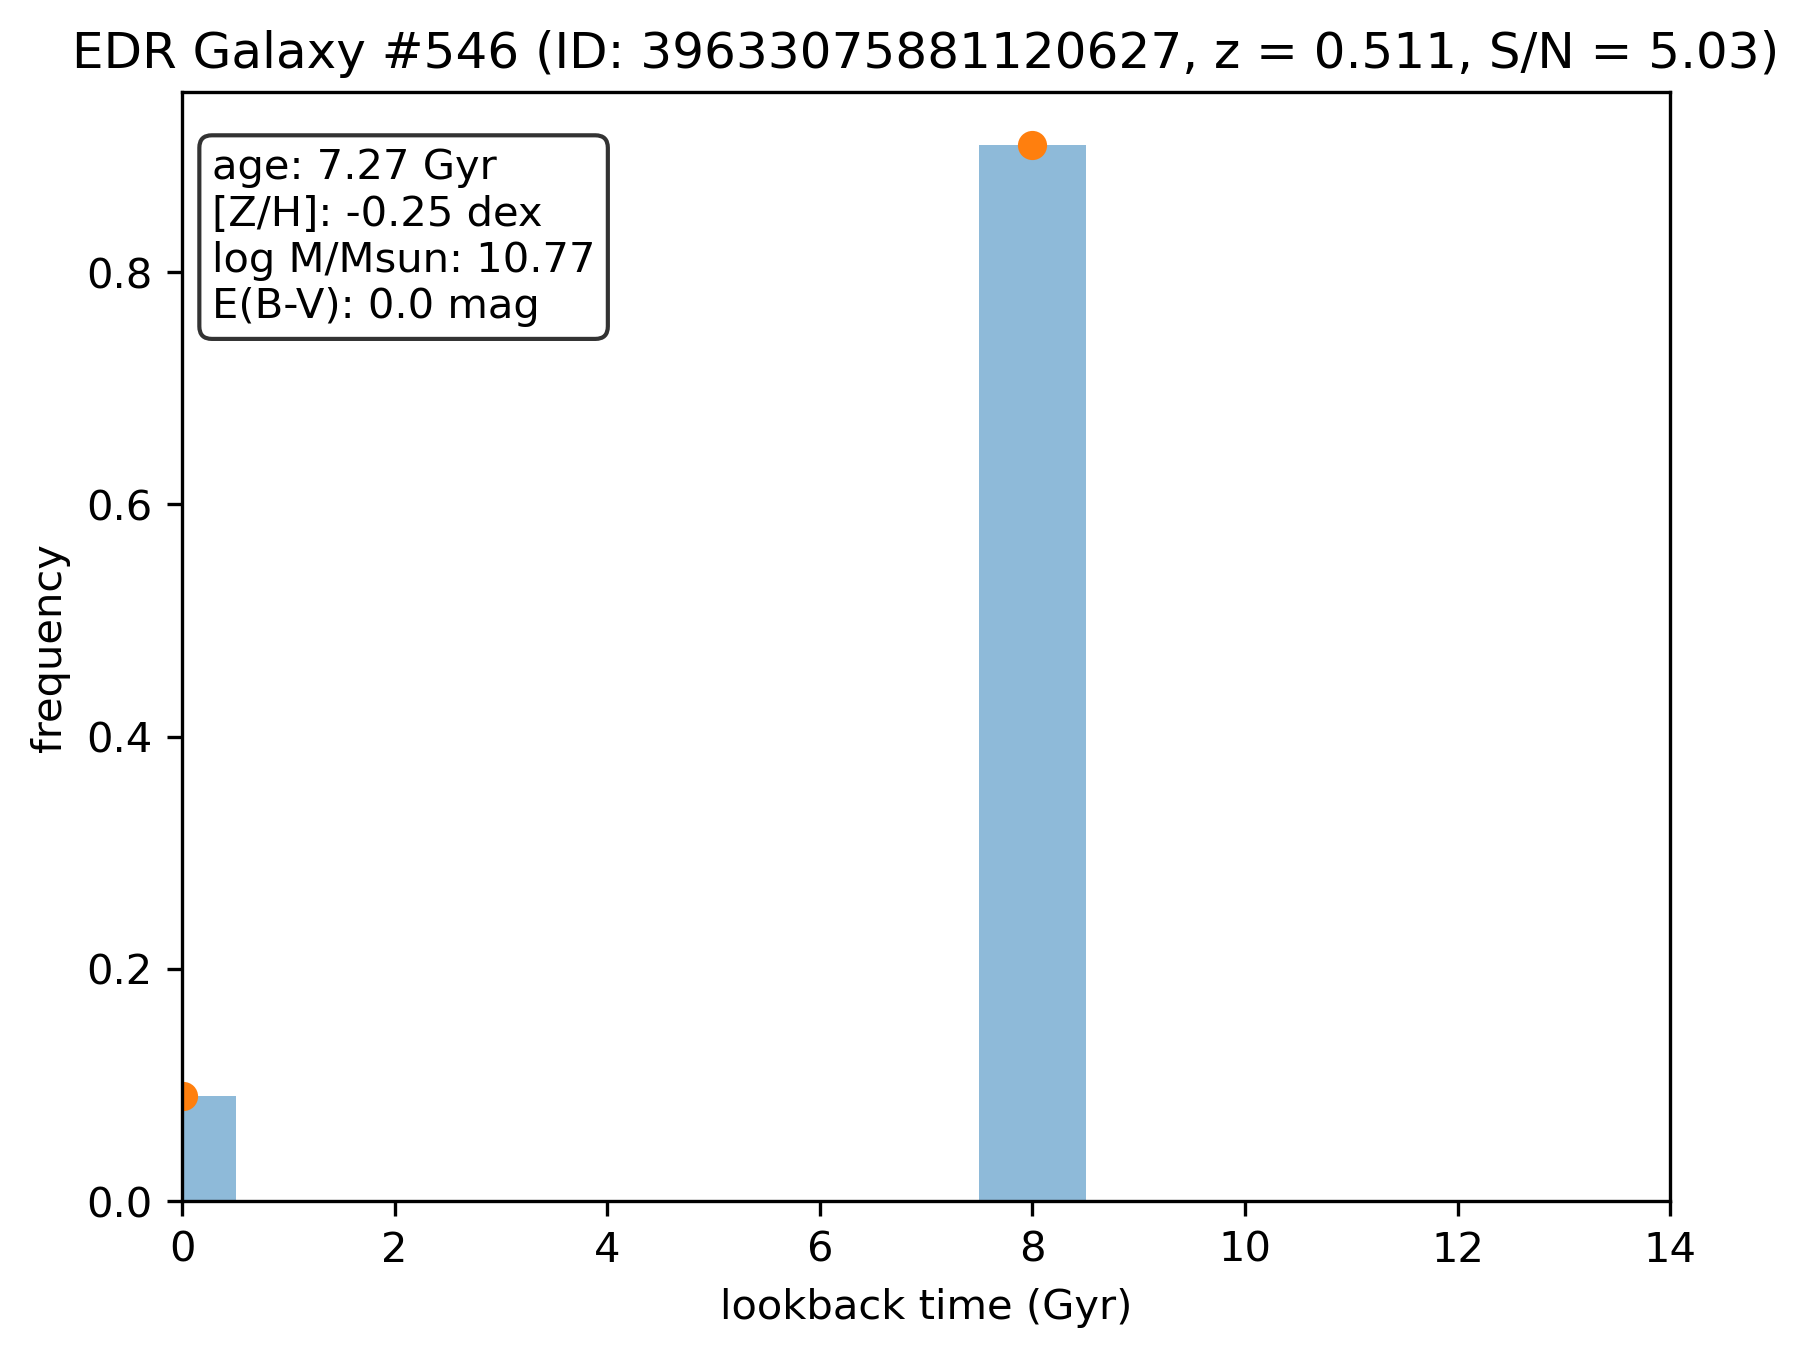 EDR Galaxy #546 (ID: 39633075881120627, z = 0.511, S/N = 5.03)
age: 7.27 Gyr
[Z/H]: -0.25 dex
log M/Msun: 10.77
E(B-V): 0.0 mag
frequency
0.8
0.6
0.4
0.2
0.0
0 2 4 6 8 10 12 14
lookback time (Gyr)